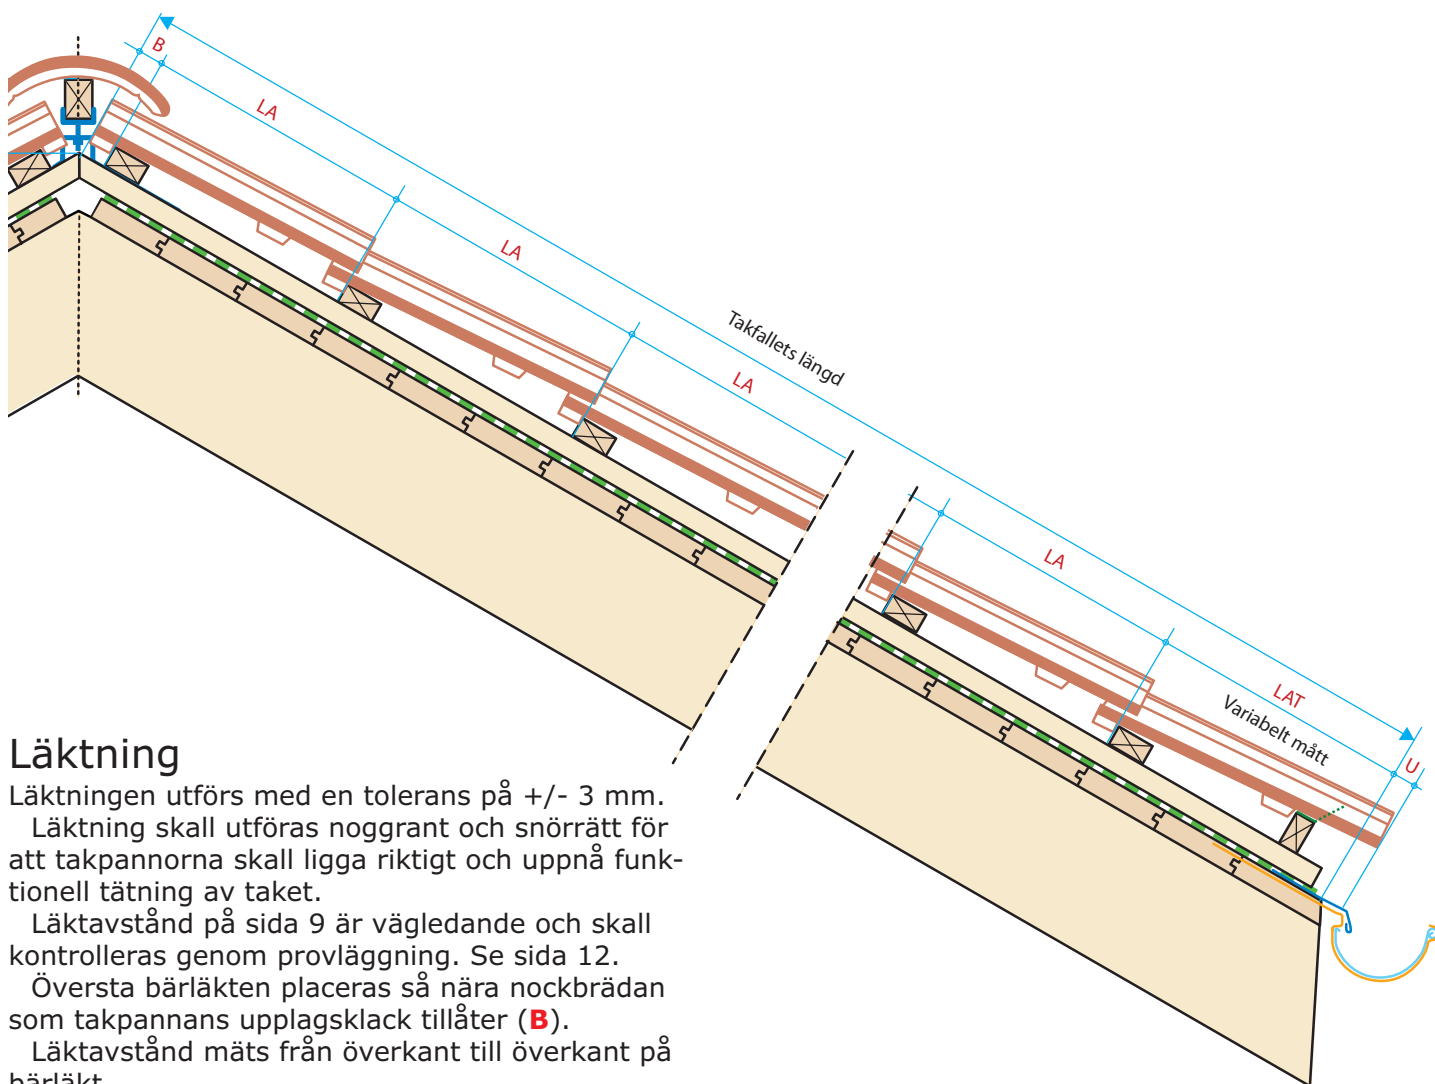 B
LA
LA
Takfallets längd
LA
LA
LAT
Variabelt mått
U
Läktning
Läktningen utförs med en tolerans på +/- 3 mm.
Läktning skall utföras noggrant och snörrätt för
att takpannorna skall ligga riktigt och uppnå funk-
tionell tätning av taket.
Läktavstånd på sida 9 är vägledande och skall
kontrolleras genom provläggning. Se sida 12.
Översta bärläkten placeras så nära nockbrädan
som takpannans upplagsklack tillåter (B).
Läktavstånd mäts från överkant till överkant på
bärläkt.